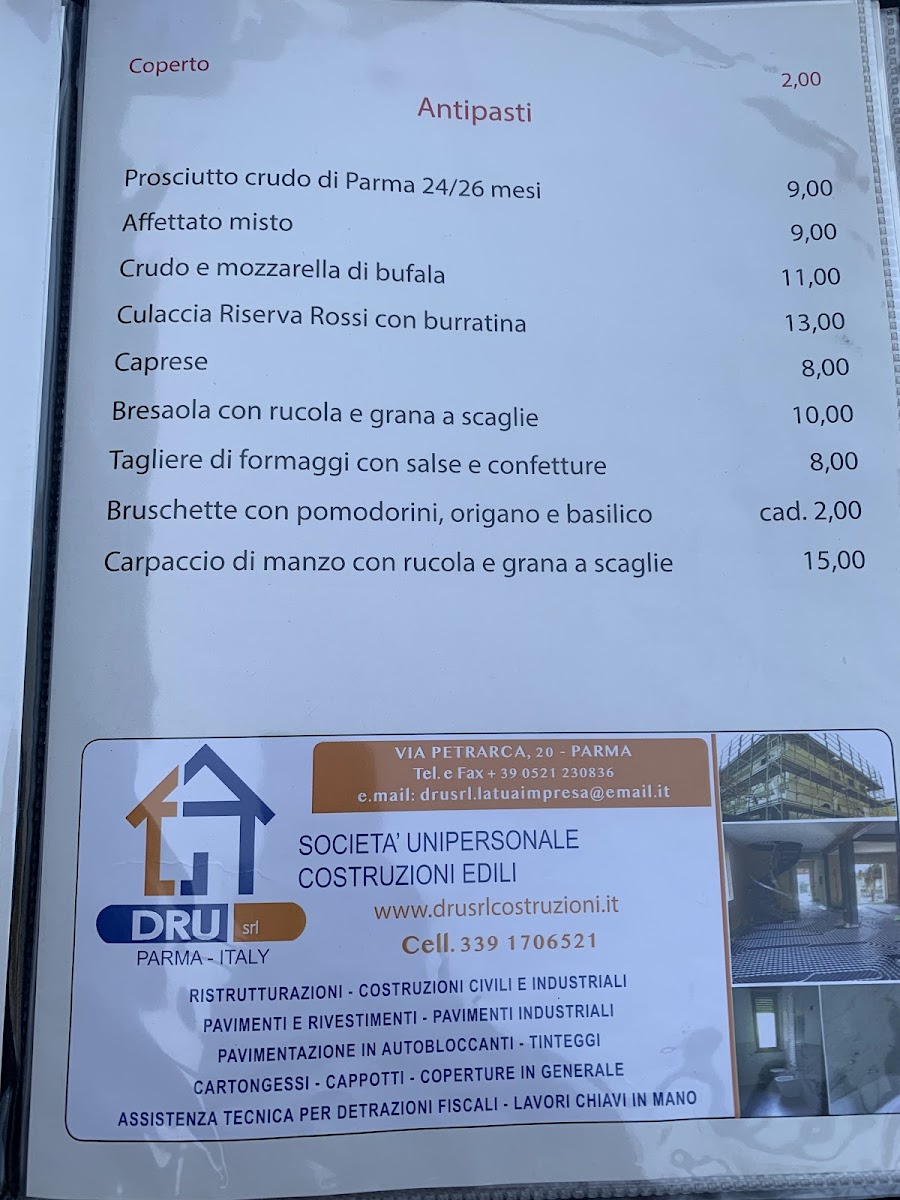 Coperto 2,00
Antipasti
Prosciutto crudo di Parma 24/26 mesi 9,00
Affettato misto 9,00
Crudo e mozzarella di bufala 11,00
Culaccia Riserva Rossi con burratina 13,00
Caprese 8,00
Bresaola con rucola e grana a scaglie 10,00
Tagliere di formaggi con salse e confetture 8,00
Bruschette con pomodorini, origano e basilico cad. 2,00
Carpaccio di manzo con rucola e grana a scaglie 15,00
VIA PETRARCA, 20 - PARMA
Tel. e Fax + 39 0521 230836
e.mail: drusrl.latuaimpresa@email.it
SOCIETA' UNIPERSONALE
COSTRUZIONI EDILI
www.drusrlcostruzioni.it
Cell. 339 1706521
DRU srl
PARMA - ITALY
RISTRUTTURAZIONI - COSTRUZIONI CIVILI E INDUSTRIALI
PAVIMENTI E RIVESTIMENTI - PAVIMENTI INDUSTRIALI
PAVIMENTAZIONE IN AUTOBLOCCANTI - TINTEGGI
CARTONGESSI - CAPPOTTI - COPERTURE IN GENERALE
ASSISTENZA TECNICA PER DETRAZIONI FISCALI - LAVORI CHIAVI IN MANO